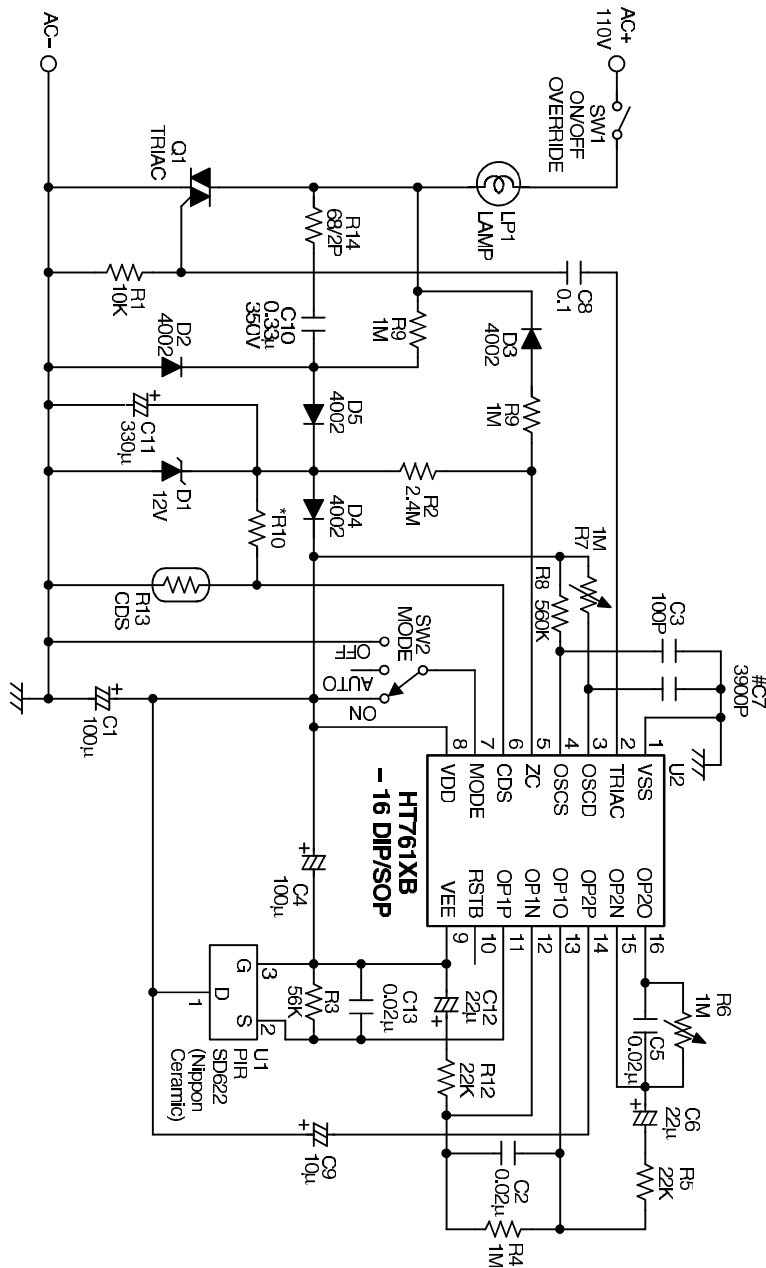 AC+
110V
SW1
ON/OFF
OVERRIDE
AC-
LP1
LAMP
Q1
TRIAC
R14
68/2P
C10
0.33µ
350V
R9
1M
C8
0.1
D3
4002
R1
10K
D2
4002
D5
4002
R9
1M
C11
330µ
+
D1
12V
*R10
D4
4002
R2
2.4M
R13
CDS
R8 560K
1M
R7
C3
100P
#C7
3900P
SW2
MODE
OFF
AUTO
ON
C1
100µ
+
U2
1
2
3
4
5
6
7
8
VSS
TRIAC
OSCD
OSCS
ZC
CDS
MODE
VDD
HT761XB
– 16 DIP/SOP
OP2O
OP2N
OP2P
OP1O
OP1N
OP1P
RSTB
VEE
16
15
14
13
12
11
10
9
C4
100µ
+
G
D
S
3
1
2
U1
PIR
SD622
(Nippon
Ceramic)
R3
56K
C13
0.02µ
C12
22µ
+
R12
22K
R6
1M
C5
0.02µ
C6
22µ
+
R5
22K
C9
10µ
+
C2
0.02µ
R4
1M